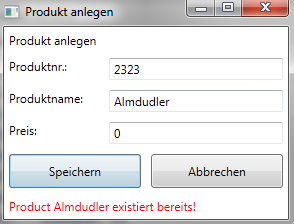 Produkt anlegen
Produkt anlegen
Produktnr.: 2323
Produktname: Almdudler
Preis: 0
Speichern Abbrechen
Product Almdudler existiert bereits!